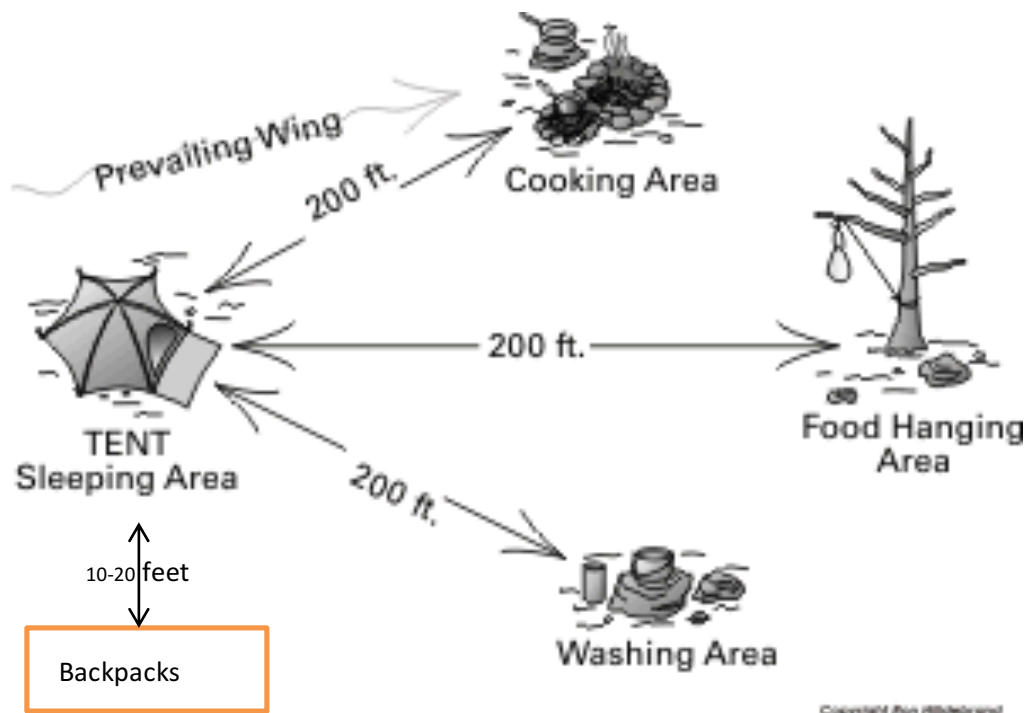 Prevailing Wing
200 ft.
Cooking Area
200 ft.
TENT
Sleeping Area
Food Hanging
Area
200 ft.
10-20 feet
Washing Area
Backpacks
Copyright